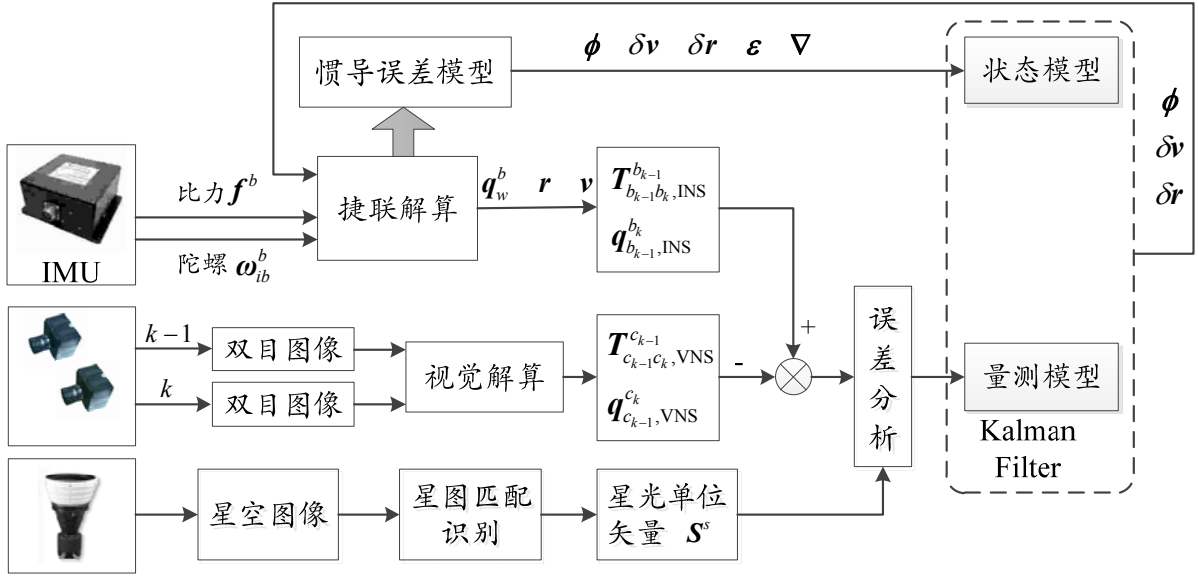 惯导误差模型
ϕ δv δr ε ∇
状态模型
ϕ
δv
δr
IMU
比力 f^b
陀螺 ω_{ib}^b
捷联解算
q_w^b r v
T_{b_{k-1}b_k,INS}^{b_{k-1}}
q_{b_{k-1},INS}^{b_k}
k−1
双目图像
k
双目图像
视觉解算
T_{c_{k-1}c_k,VNS}^{c_{k-1}}
q_{c_{k-1},VNS}^{c_k}
+
-
误
差
分
析
量测模型
Kalman
Filter
星空图像
星图匹配
识别
星光单位
矢量 S^s